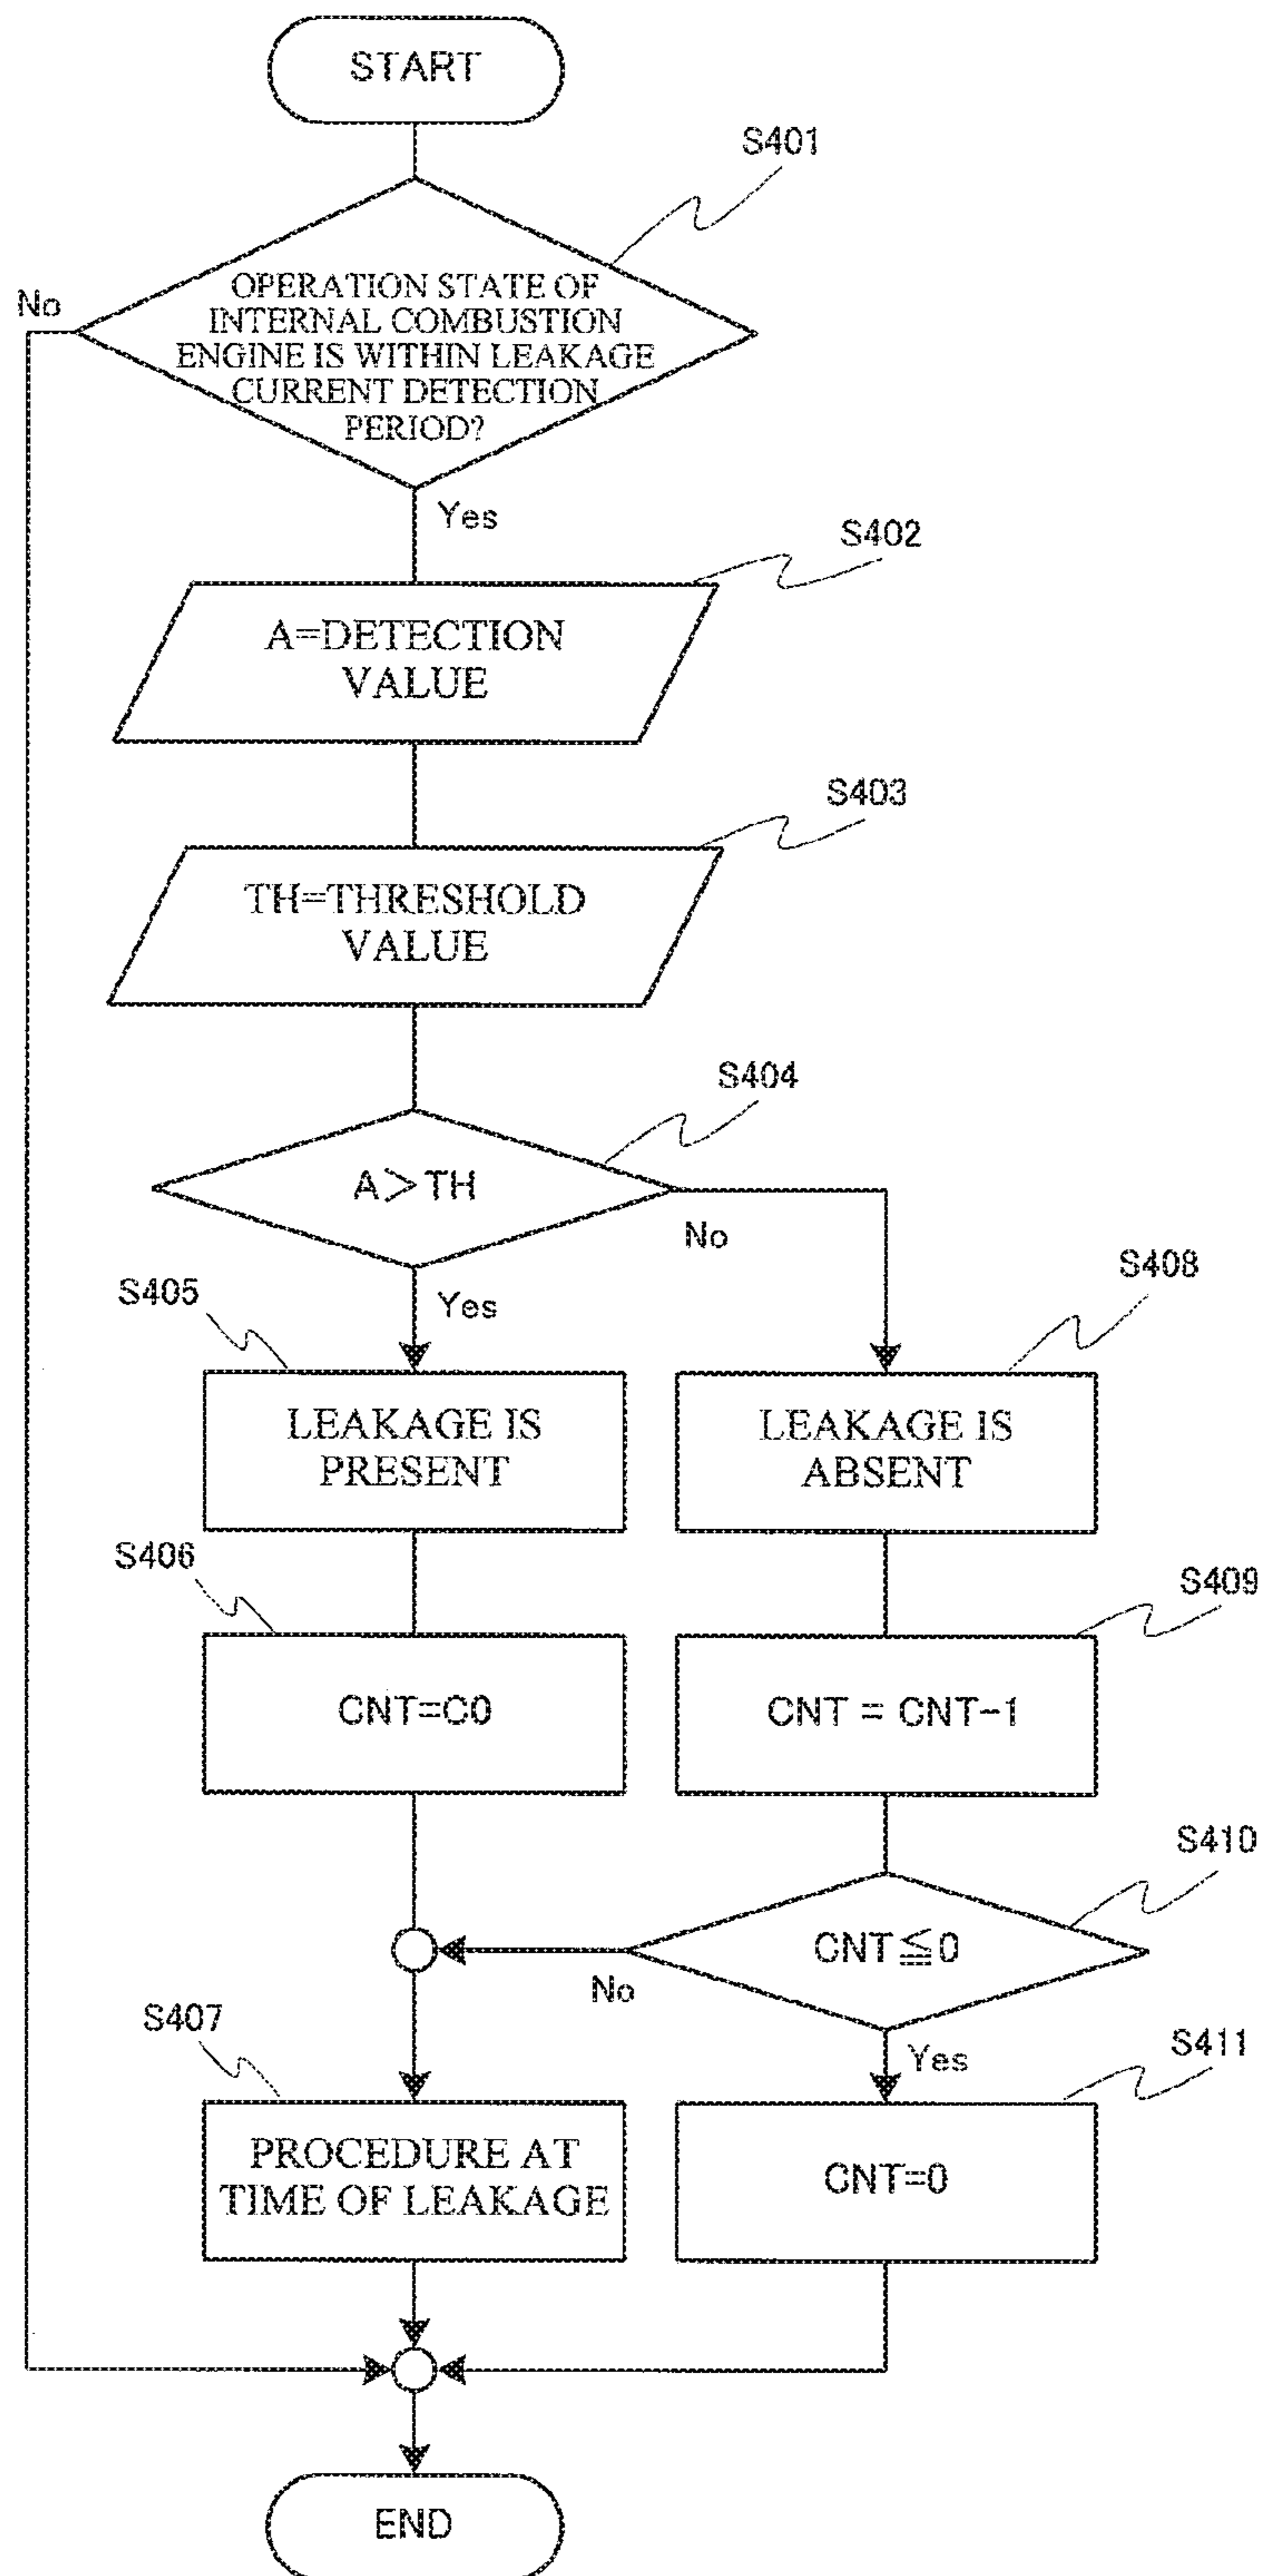 START
S401
OPERATION STATE OF
INTERNAL COMBUSTION
ENGINE IS WITHIN LEAKAGE
CURRENT DETECTION
PERIOD?
No
Yes
S402
A=DETECTION
VALUE
S403
TH=THRESHOLD
VALUE
S404
A>TH
No
Yes
S405
LEAKAGE IS
PRESENT
S408
LEAKAGE IS
ABSENT
S406
CNT=C0
S409
CNT = CNT-1
S410
CNT≦0
No
Yes
S407
PROCEDURE AT
TIME OF LEAKAGE
S411
CNT=0
END